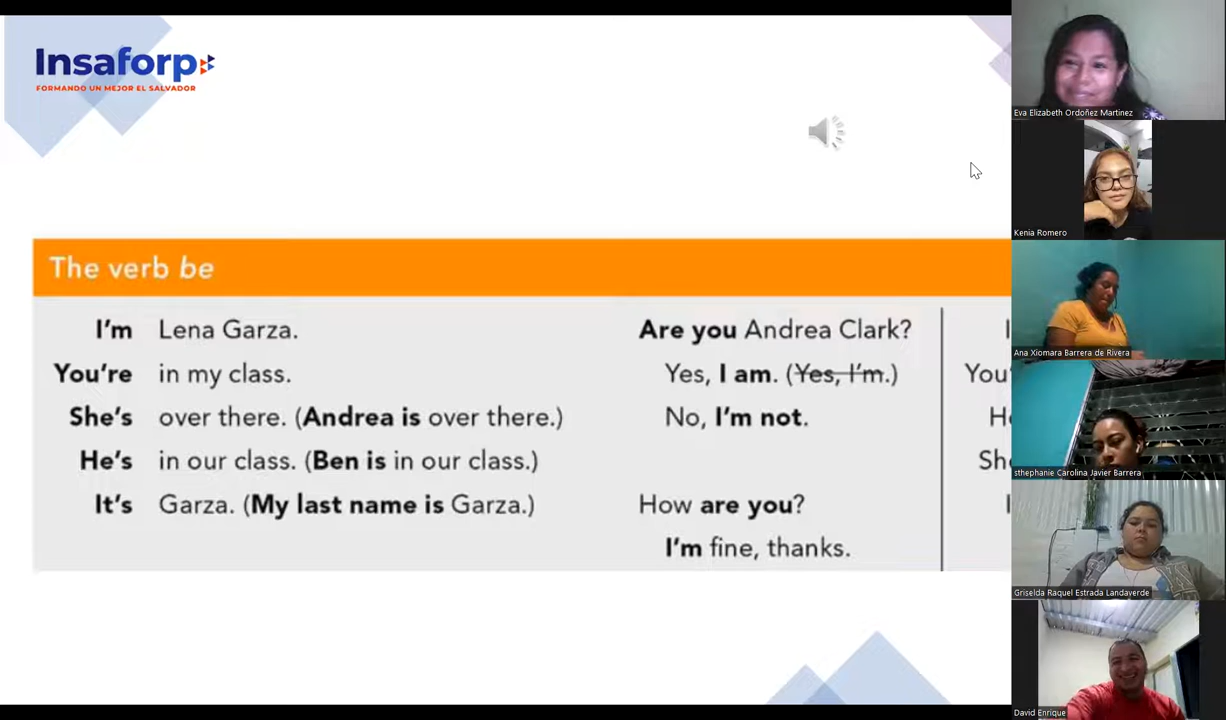 Insaforp
FORMANDO UN MEJOR EL SALVADOR
The verb be
I'm Lena Garza.
You're in my class.
She's over there. (Andrea is over there.)
He's in our class. (Ben is in our class.)
It's Garza. (My last name is Garza.)
Are you Andrea Clark?
Yes, I am. (Yes, I'm.)
No, I'm not.
How are you?
I'm fine, thanks.
Eva Elizabeth Ordoñez Martinez
Kenia Romero
Ana Xiomara Barrera de Rivera
sthephanie Carolina Javier Barrera
Griselda Raquel Estrada Landaverde
David Enrique